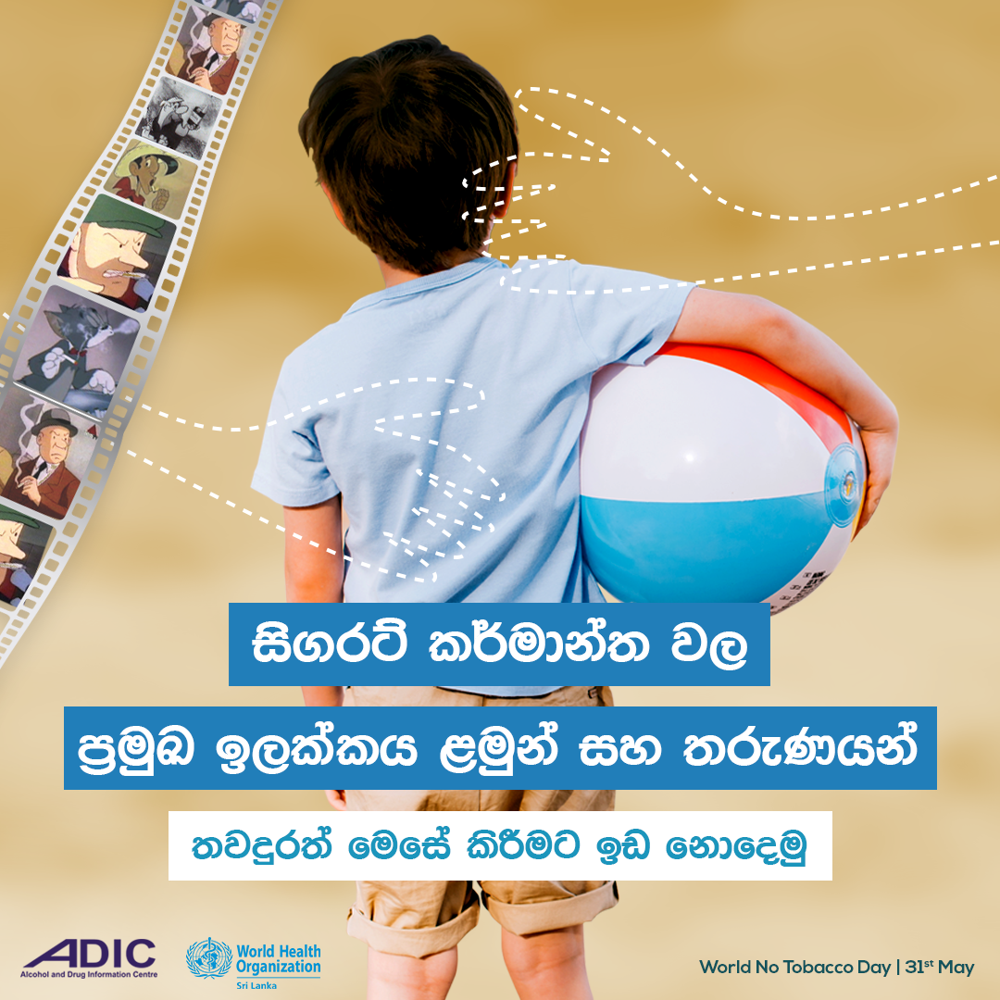 සිගරට් කර්මාන්ත වල
ප්‍රමුඛ ඉලක්කය ළමුන් සහ තරුණයන්
තවදුරත් මෙසේ කිරීමට ඉඩ නොදෙමු
ADIC
Alcohol and Drug Information Centre
World Health
Organization
Sri Lanka
World No Tobacco Day | 31st May